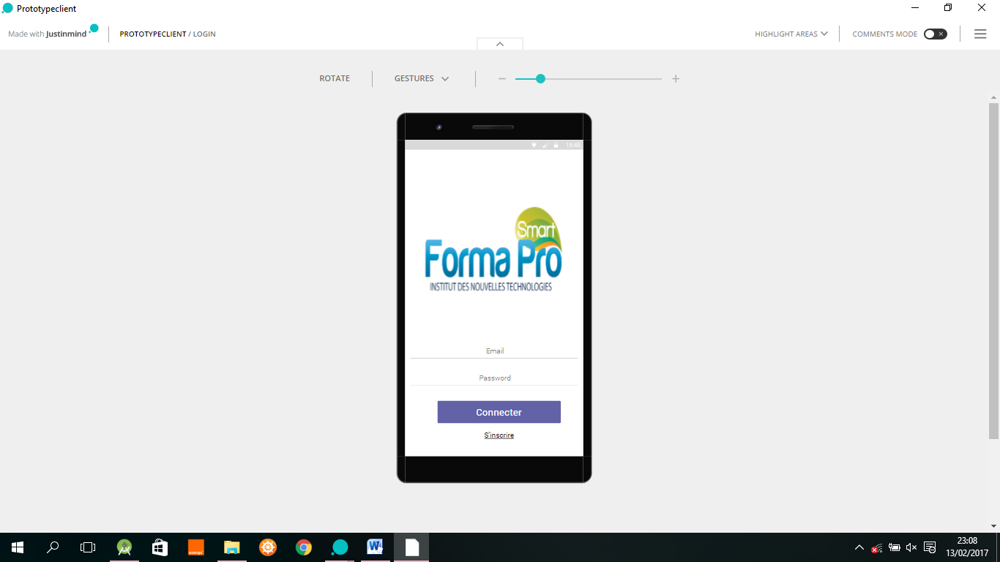 Prototypeclient
Made with Justinmind
PROTOTYPECLIENT / LOGIN
HIGHLIGHT AREAS
COMMENTS MODE
ROTATE
GESTURES
16:48
Smart
Forma Pro
INSTITUT DES NOUVELLES TECHNOLOGIES
Email
Password
Connecter
S'inscrire
orange
23:08
13/02/2017